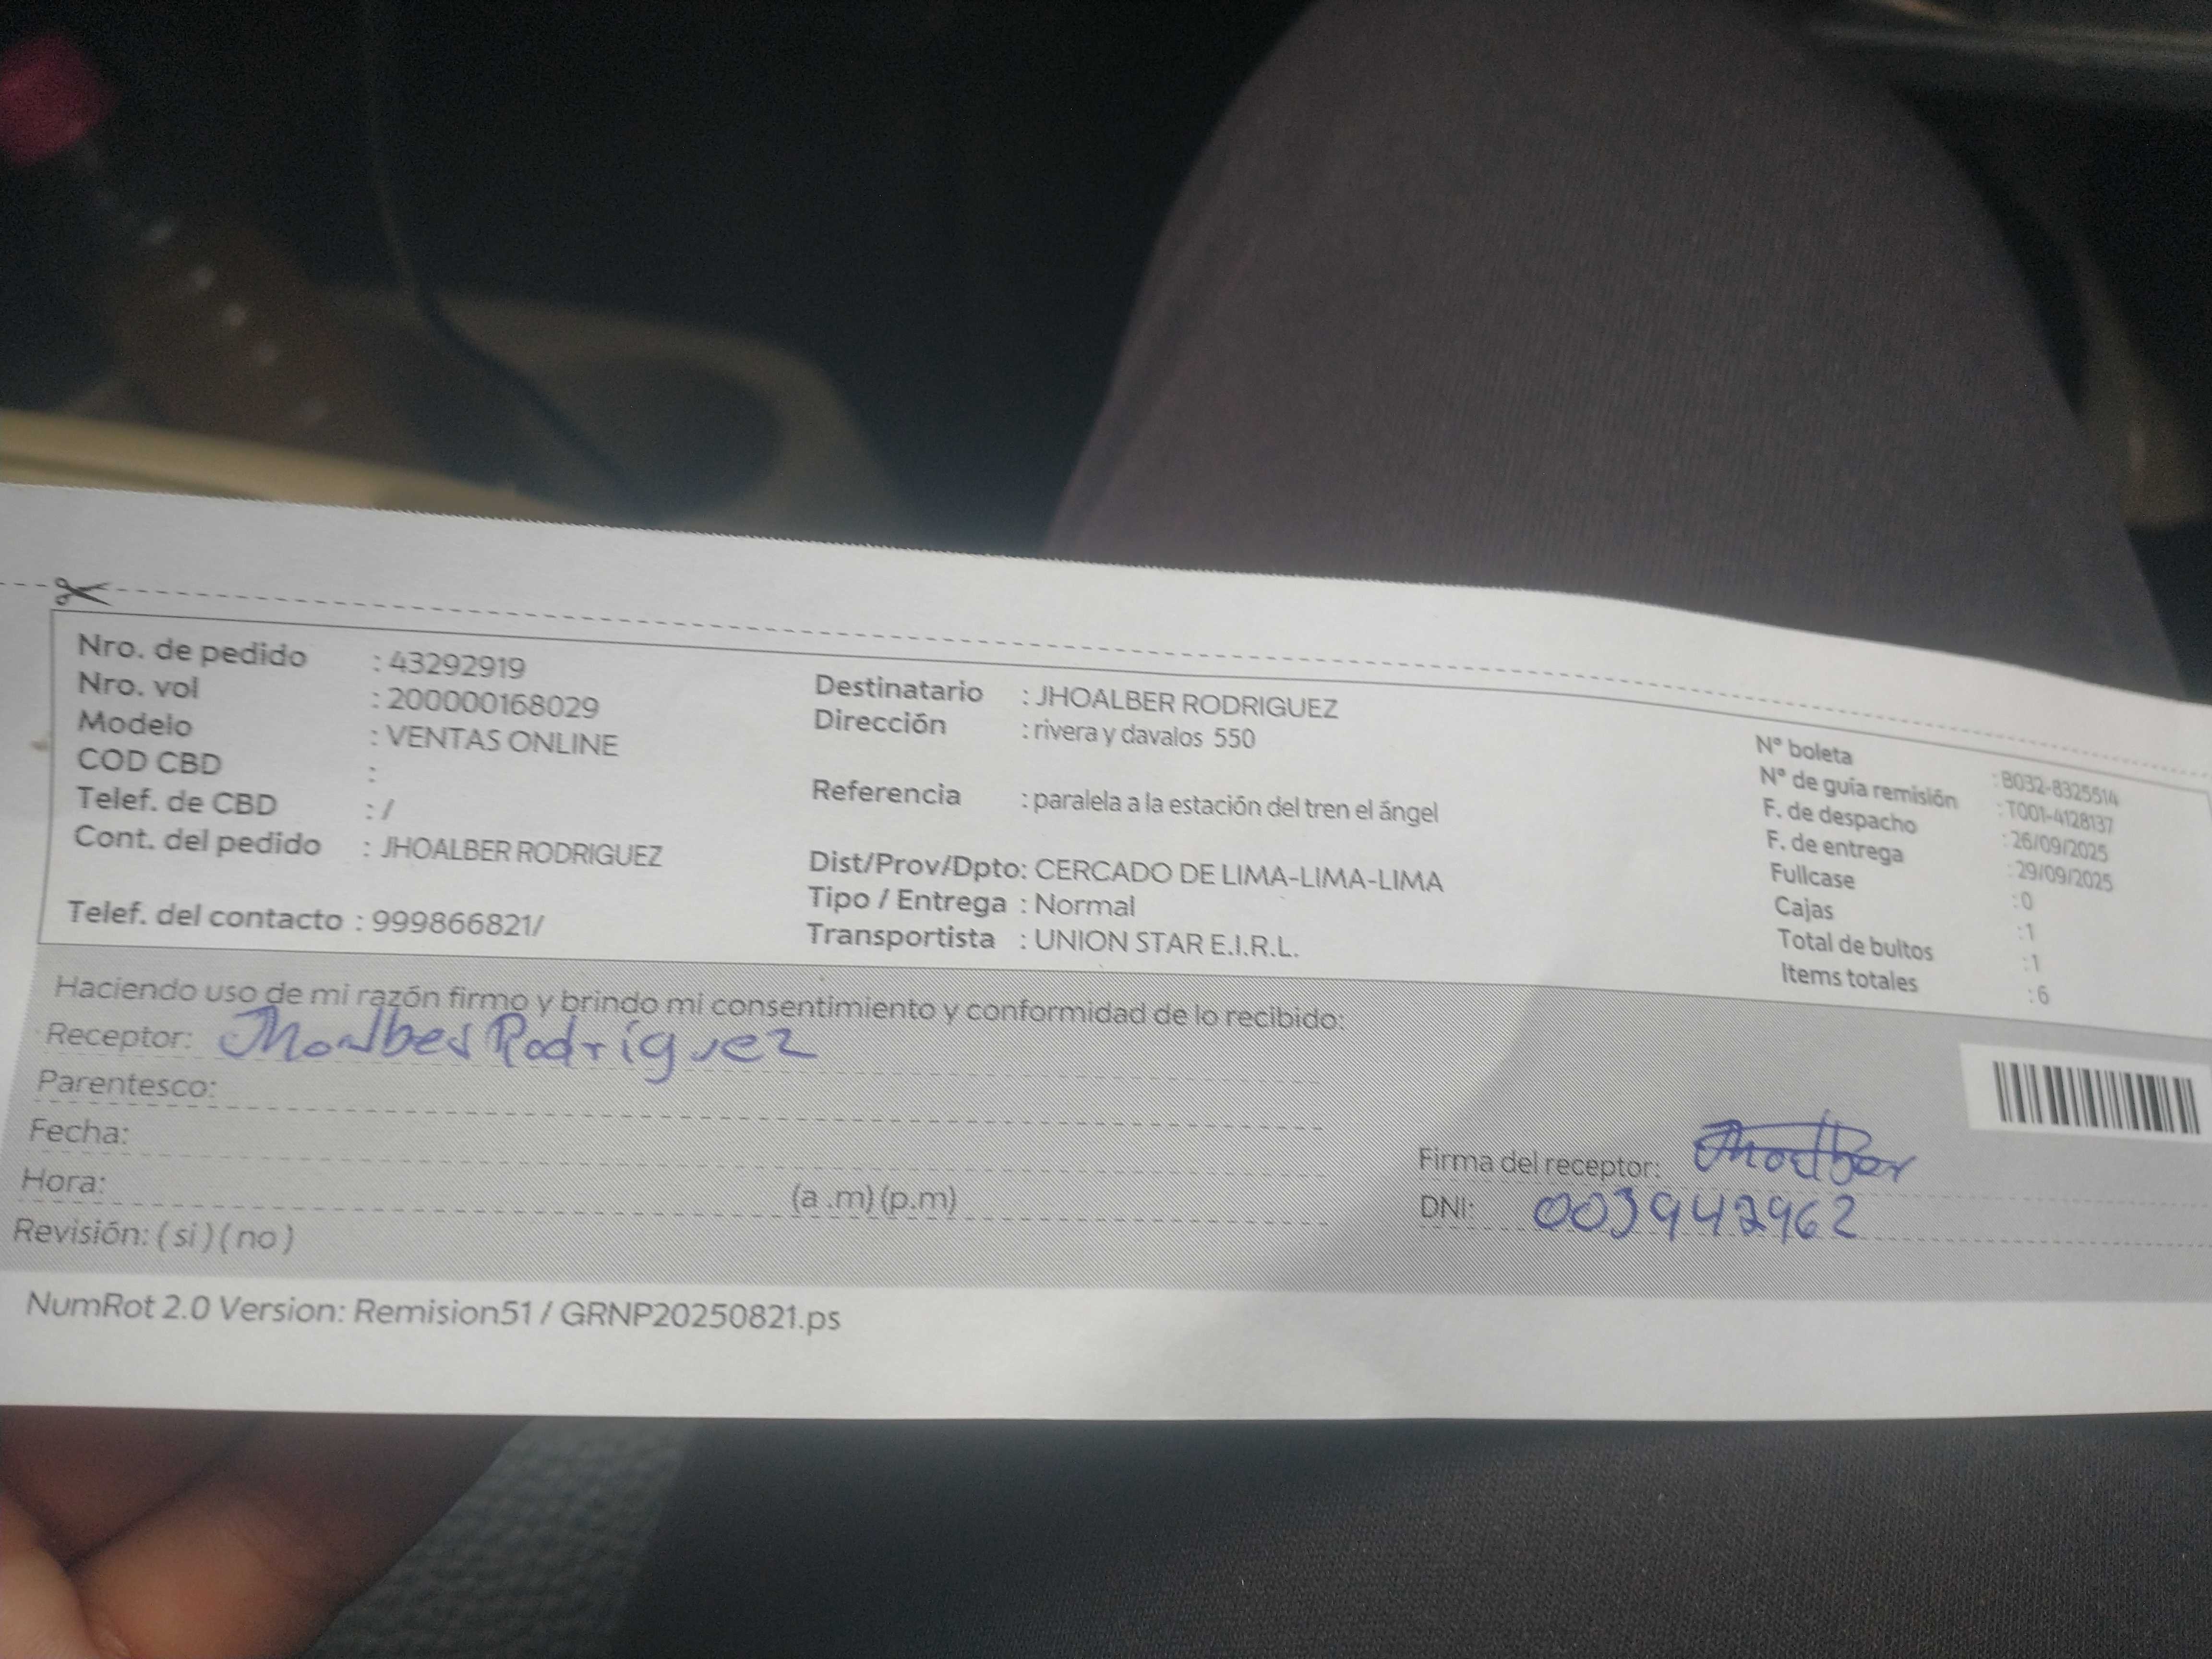 Nro. de pedido : 43292919
Nro. vol : 200000168029
Modelo : VENTAS ONLINE
COD CBD :
Telef. de CBD : /
Cont. del pedido : JHOALBER RODRIGUEZ
Telef. del contacto : 999866821/
Destinatario : JHOALBER RODRIGUEZ
Dirección : rivera y davalos 550
Referencia : paralela a la estación del tren el ángel
Dist/Prov/Dpto: CERCADO DE LIMA-LIMA-LIMA
Tipo / Entrega : Normal
Transportista : UNION STAR E.I.R.L.
N° boleta : B032-8325514
N° de guía remisión : T001-4128137
F. de despacho : 26/09/2025
F. de entrega : 29/09/2025
Fullcase : 0
Cajas : 1
Total de bultos : 1
Items totales : 6
Haciendo uso de mi razón firmo y brindo mi consentimiento y conformidad de lo recibido:
Receptor: Jhoalber Rodriguez
Parentesco:
Fecha:
Hora: (a .m) (p.m)
Revisión: ( si ) ( no )
Firma del receptor: Jhoalber
DNI: 003942962
NumRot 2.0 Version: Remision51 / GRNP20250821.ps